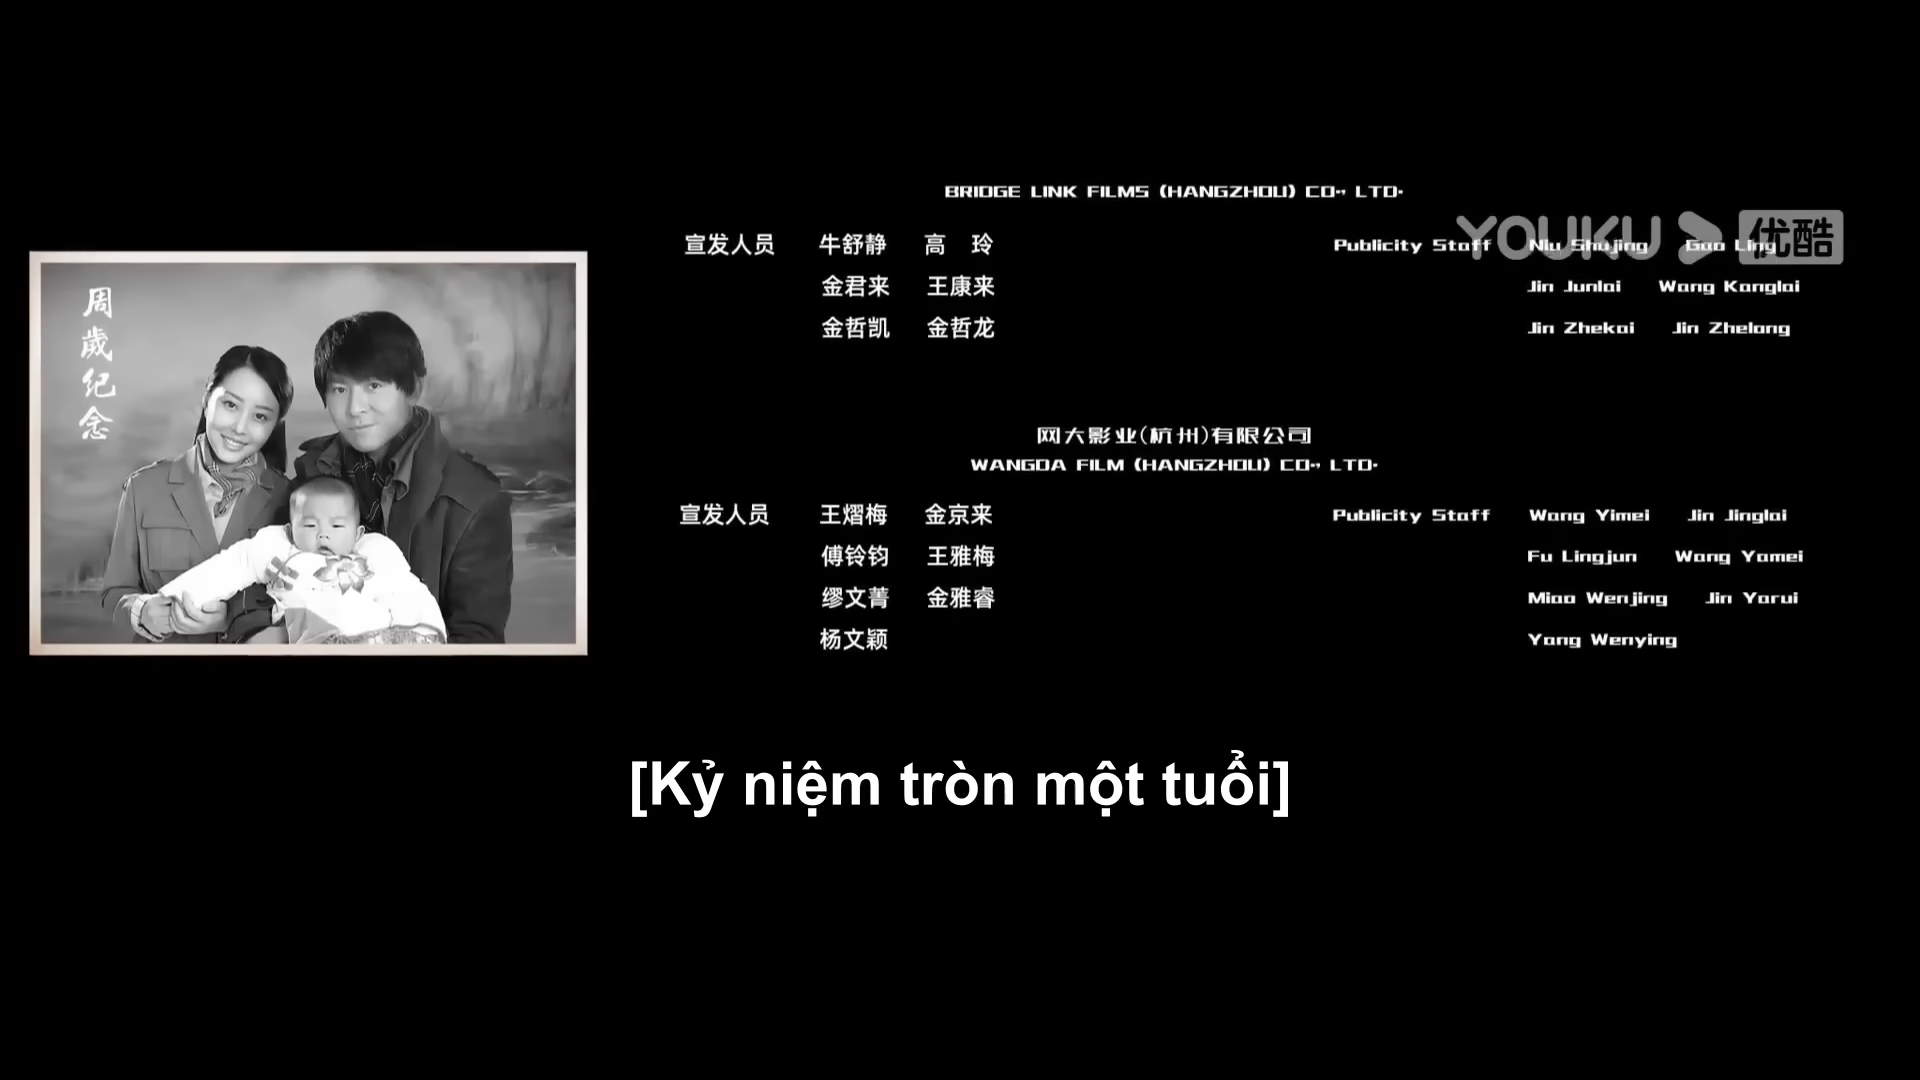 周歲纪念
BRIDGE LINK FILMS (HANGZHOU) CO., LTD.
宣发人员 牛舒静 高 玲 Publicity Staff Niu Shujing Gao Ling
YOUKU 优酷
金君来 王康来 Jin Junlai Wang Kanglai
金哲凯 金哲龙 Jin Zhekai Jin Zhelong
网大影业(杭州)有限公司
WANGDA FILM (HANGZHOU) CO., LTD.
宣发人员 王熠梅 金京来 Publicity Staff Wang Yimei Jin Jinglai
傅铃钧 王雅梅 Fu Lingjun Wang Yamei
缪文菁 金雅睿 Miao Wenjing Jin Yarui
杨文颖 Yang Wenying
[Kỷ niệm tròn một tuổi]